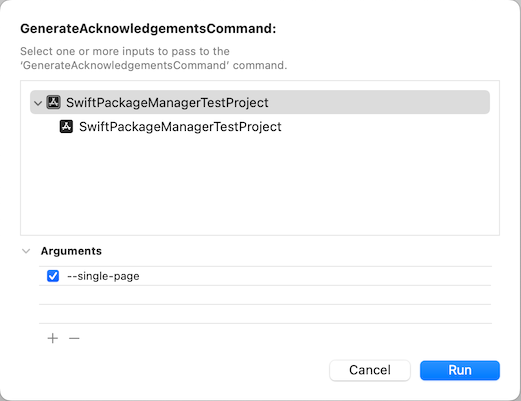 GenerateAcknowledgementsCommand:
Select one or more inputs to pass to the
‘GenerateAcknowledgementsCommand’ command.
SwiftPackageManagerTestProject
SwiftPackageManagerTestProject
Arguments
--single-page
Cancel
Run